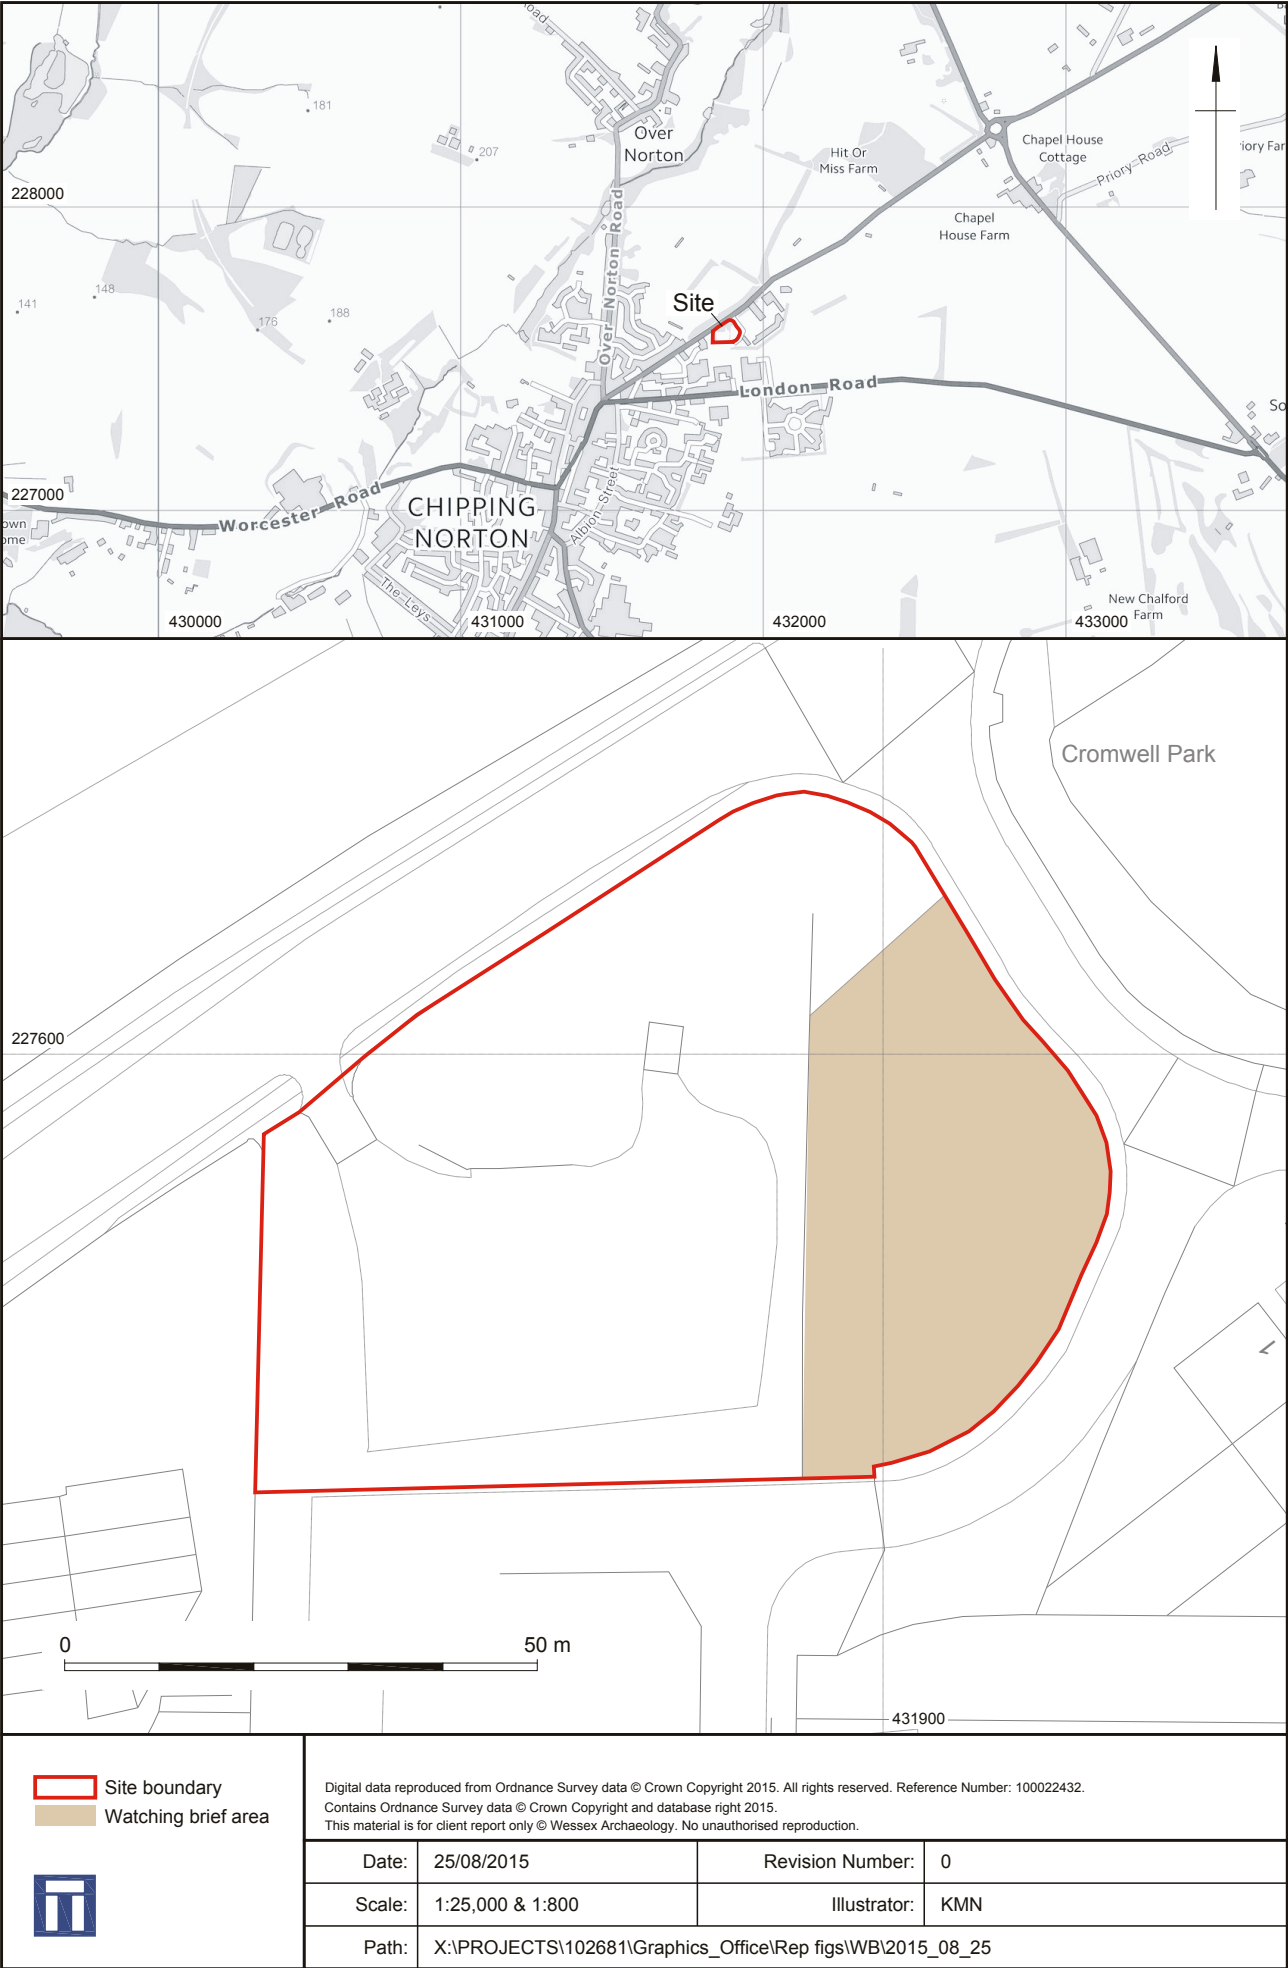 181
207
Over
Norton
Hit Or
Miss Farm
Chapel House
Cottage
Priory Road
228000
Chapel
House Farm
Over Norton Road
148
141
176
188
Site
London Road
227000
Worcester Road
CHIPPING
NORTON
Albion Street
The Leys
New Chalford
Farm
430000
431000
432000
433000
Cromwell Park
227600
1
0
50 m
431900
Site boundary
Watching brief area
Digital data reproduced from Ordnance Survey data © Crown Copyright 2015. All rights reserved. Reference Number: 100022432.
Contains Ordnance Survey data © Crown Copyright and database right 2015.
This material is for client report only © Wessex Archaeology. No unauthorised reproduction.
Date: 25/08/2015 Revision Number: 0
Scale: 1:25,000 & 1:800 Illustrator: KMN
Path: X:\PROJECTS\102681\Graphics_Office\Rep figs\WB\2015_08_25